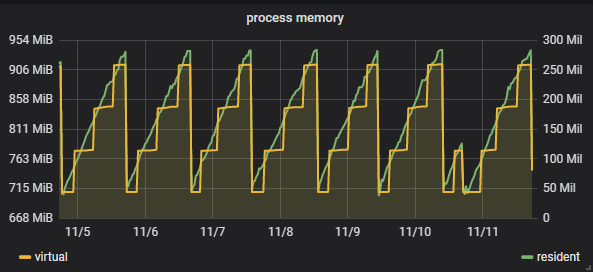 process memory
954 MiB 300 Mil
906 MiB 250 Mil
858 MiB 200 Mil
811 MiB 150 Mil
763 MiB 100 Mil
715 MiB 50 Mil
668 MiB 0
11/5 11/6 11/7 11/8 11/9 11/10 11/11
virtual resident